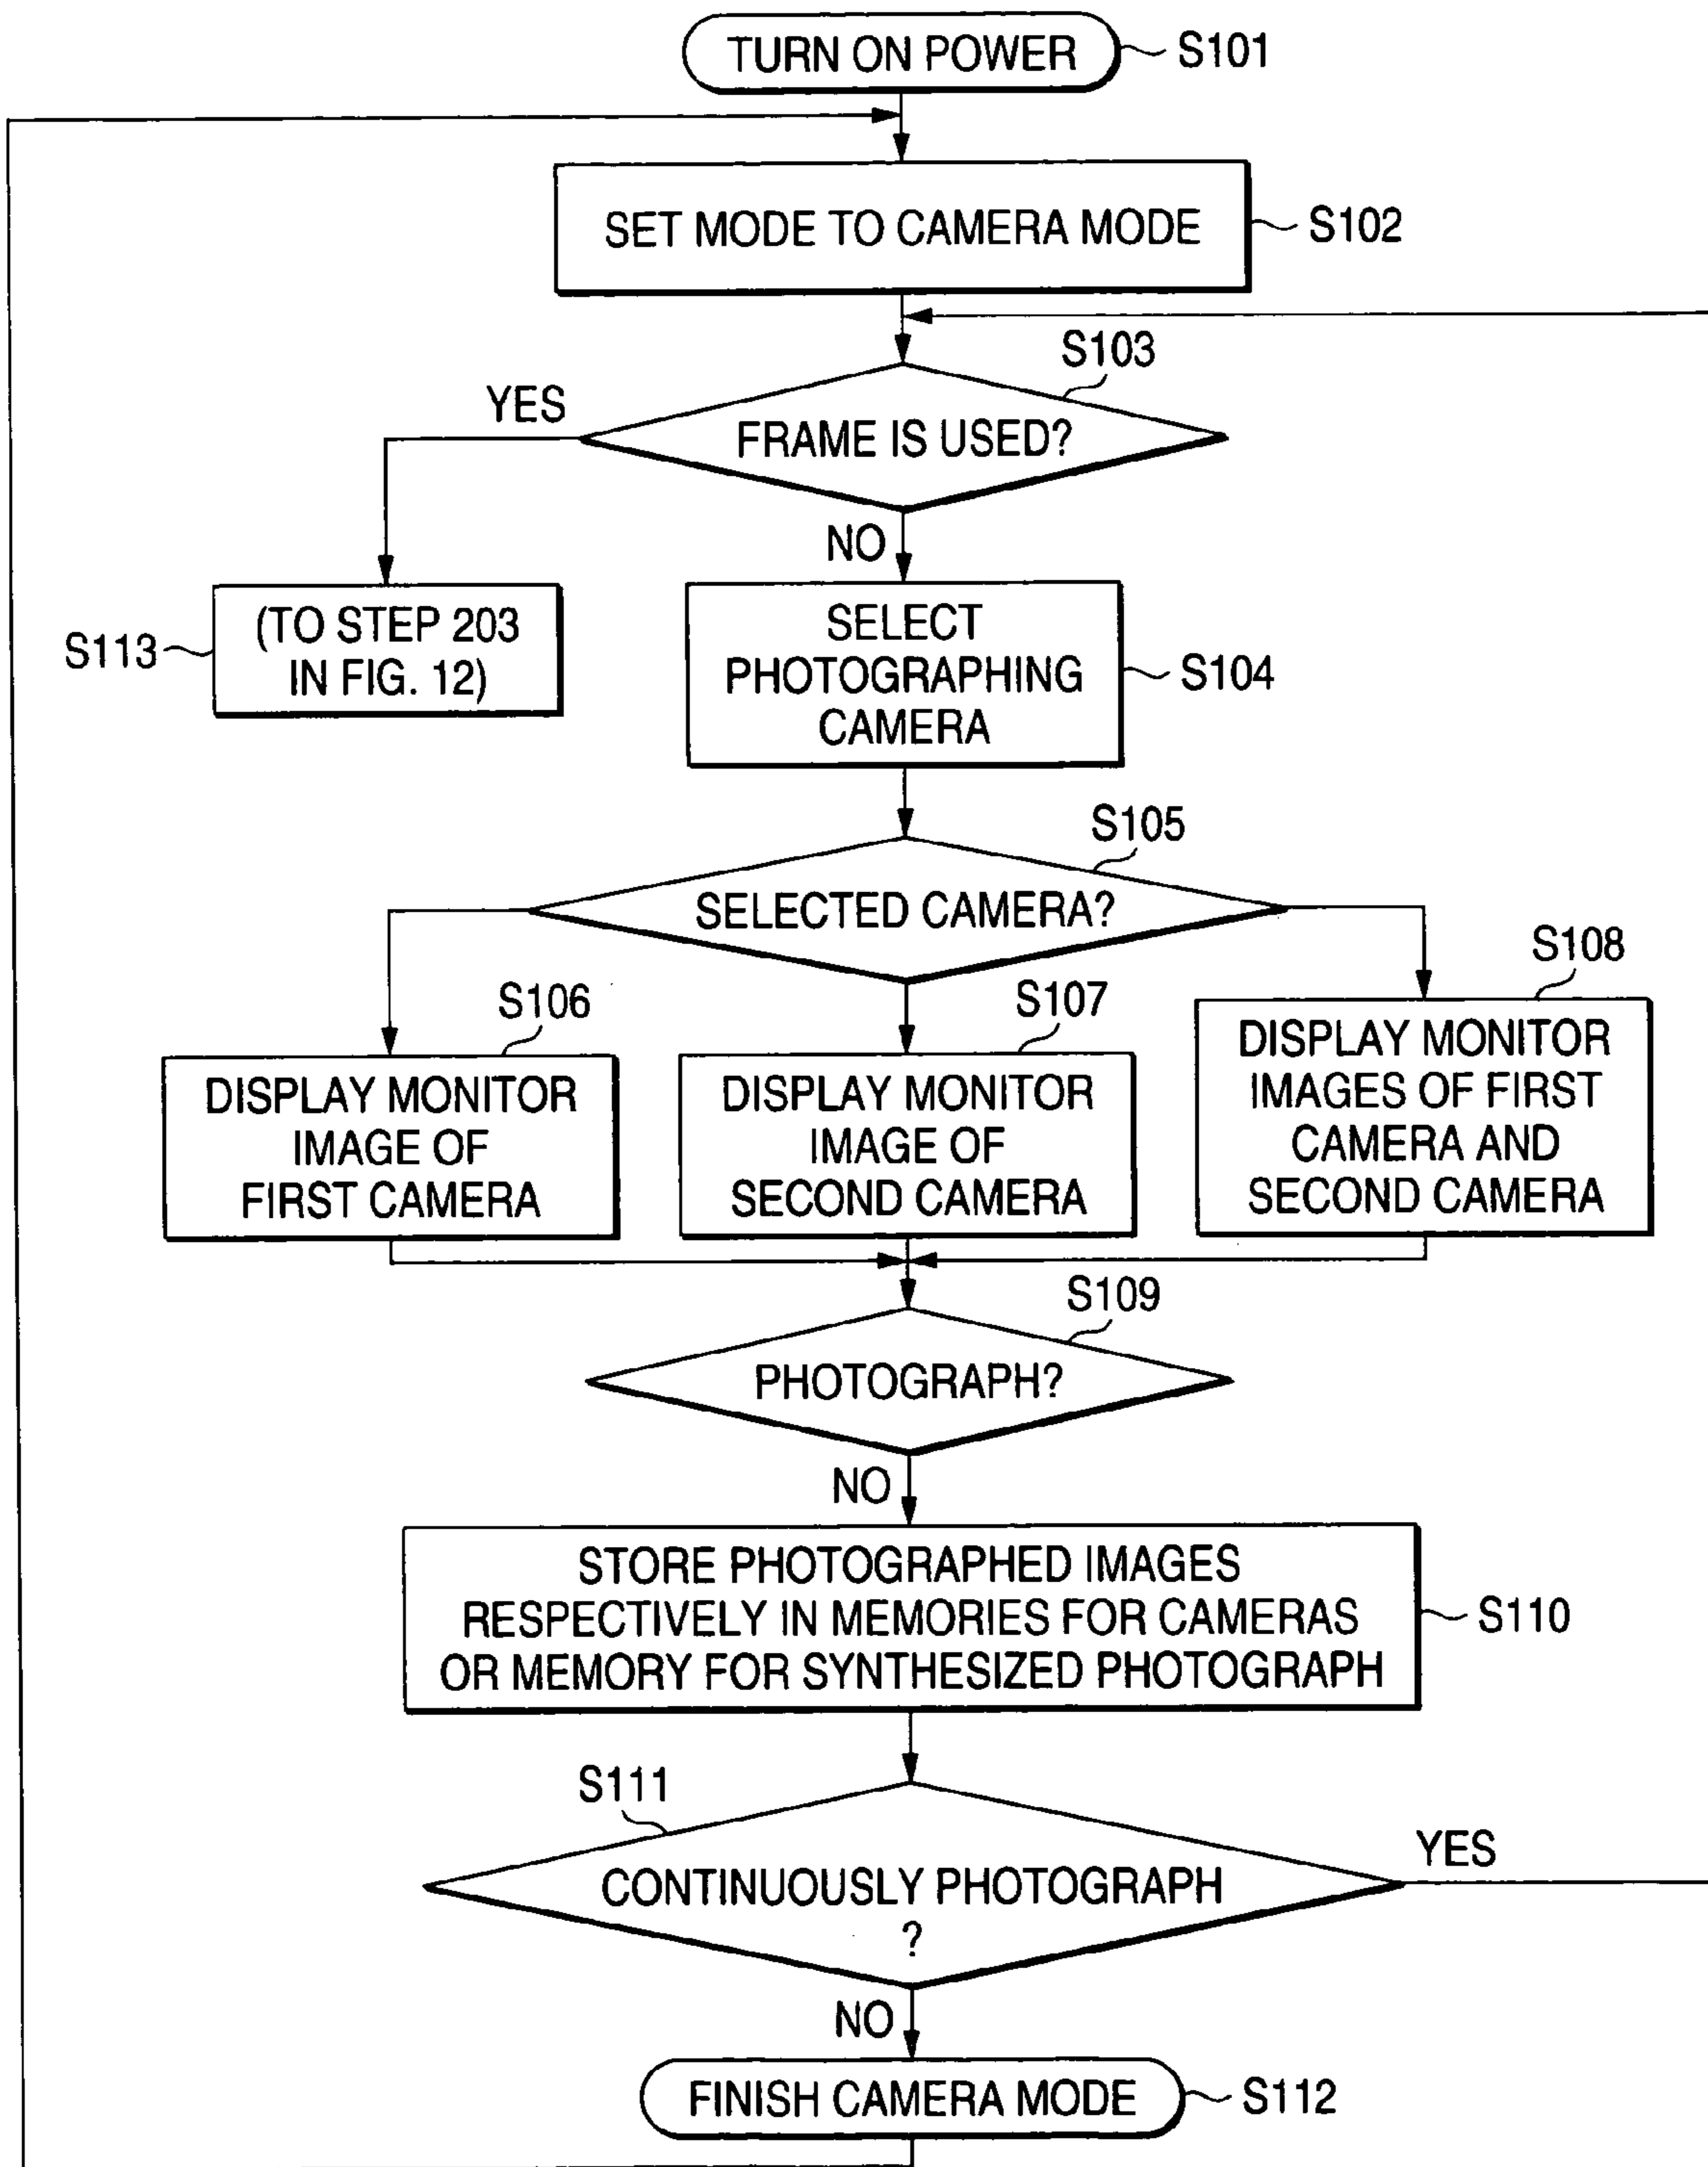 TURN ON POWER
S101
SET MODE TO CAMERA MODE
S102
S103
YES
FRAME IS USED?
NO
S113
(TO STEP 203
IN FIG. 12)
SELECT
PHOTOGRAPHING
CAMERA
S104
S105
SELECTED CAMERA?
S106
DISPLAY MONITOR
IMAGE OF
FIRST CAMERA
S107
DISPLAY MONITOR
IMAGE OF
SECOND CAMERA
S108
DISPLAY MONITOR
IMAGES OF FIRST
CAMERA AND
SECOND CAMERA
S109
PHOTOGRAPH?
NO
STORE PHOTOGRAPHED IMAGES
RESPECTIVELY IN MEMORIES FOR CAMERAS
OR MEMORY FOR SYNTHESIZED PHOTOGRAPH
S110
S111
YES
CONTINUOUSLY PHOTOGRAPH
?
NO
FINISH CAMERA MODE
S112